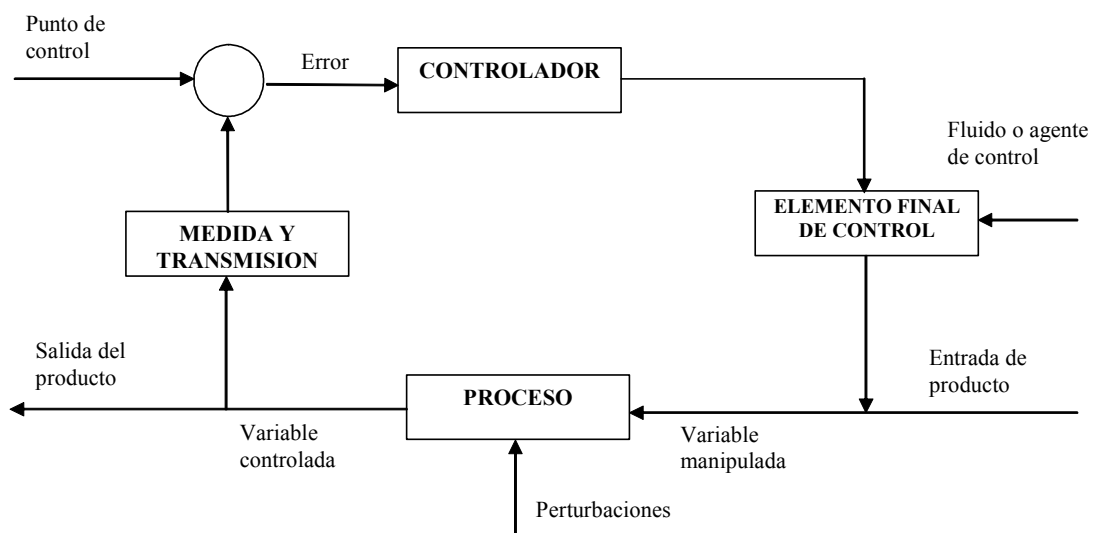 Punto de
control
Error
CONTROLADOR
Fluido o agente
de control
ELEMENTO FINAL
DE CONTROL
MEDIDA Y
TRANSMISION
Salida del
producto
Entrada de
producto
PROCESO
Variable
controlada
Variable
manipulada
Perturbaciones